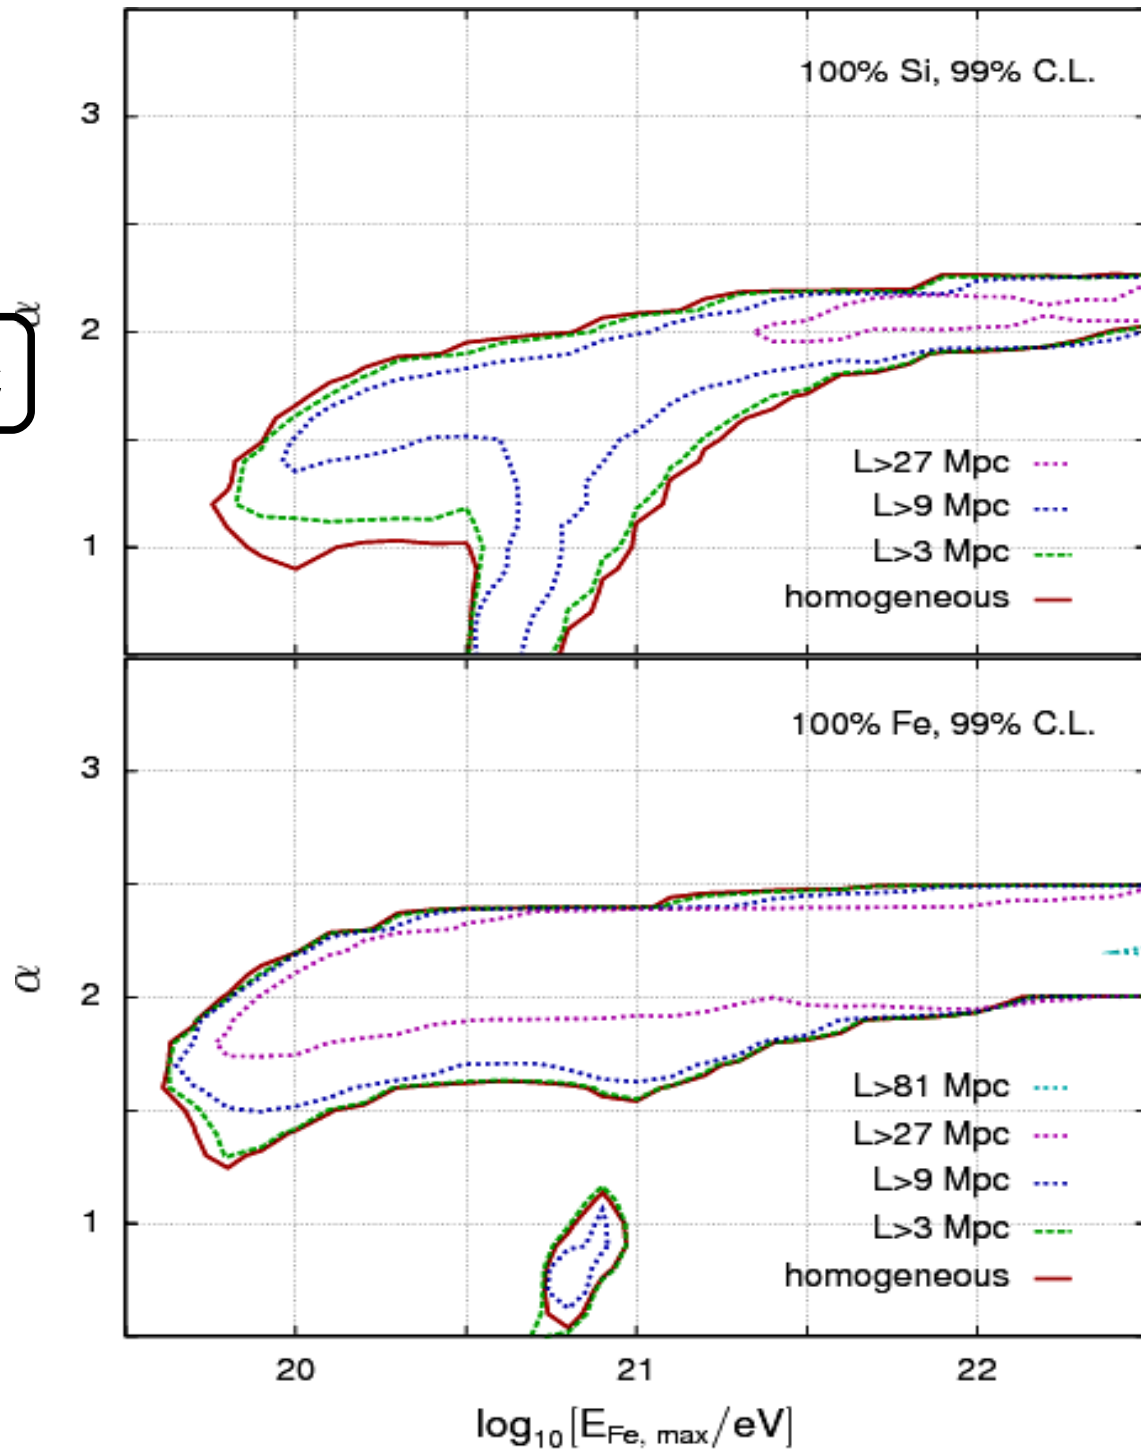 100% Si, 99% C.L.
3
α
2
L>27 Mpc
L>9 Mpc
1
L>3 Mpc
homogeneous
100% Fe, 99% C.L.
3
α
2
L>81 Mpc
L>27 Mpc
L>9 Mpc
1
L>3 Mpc
homogeneous
20 21 22
log₁₀[E_Fe, max/eV]